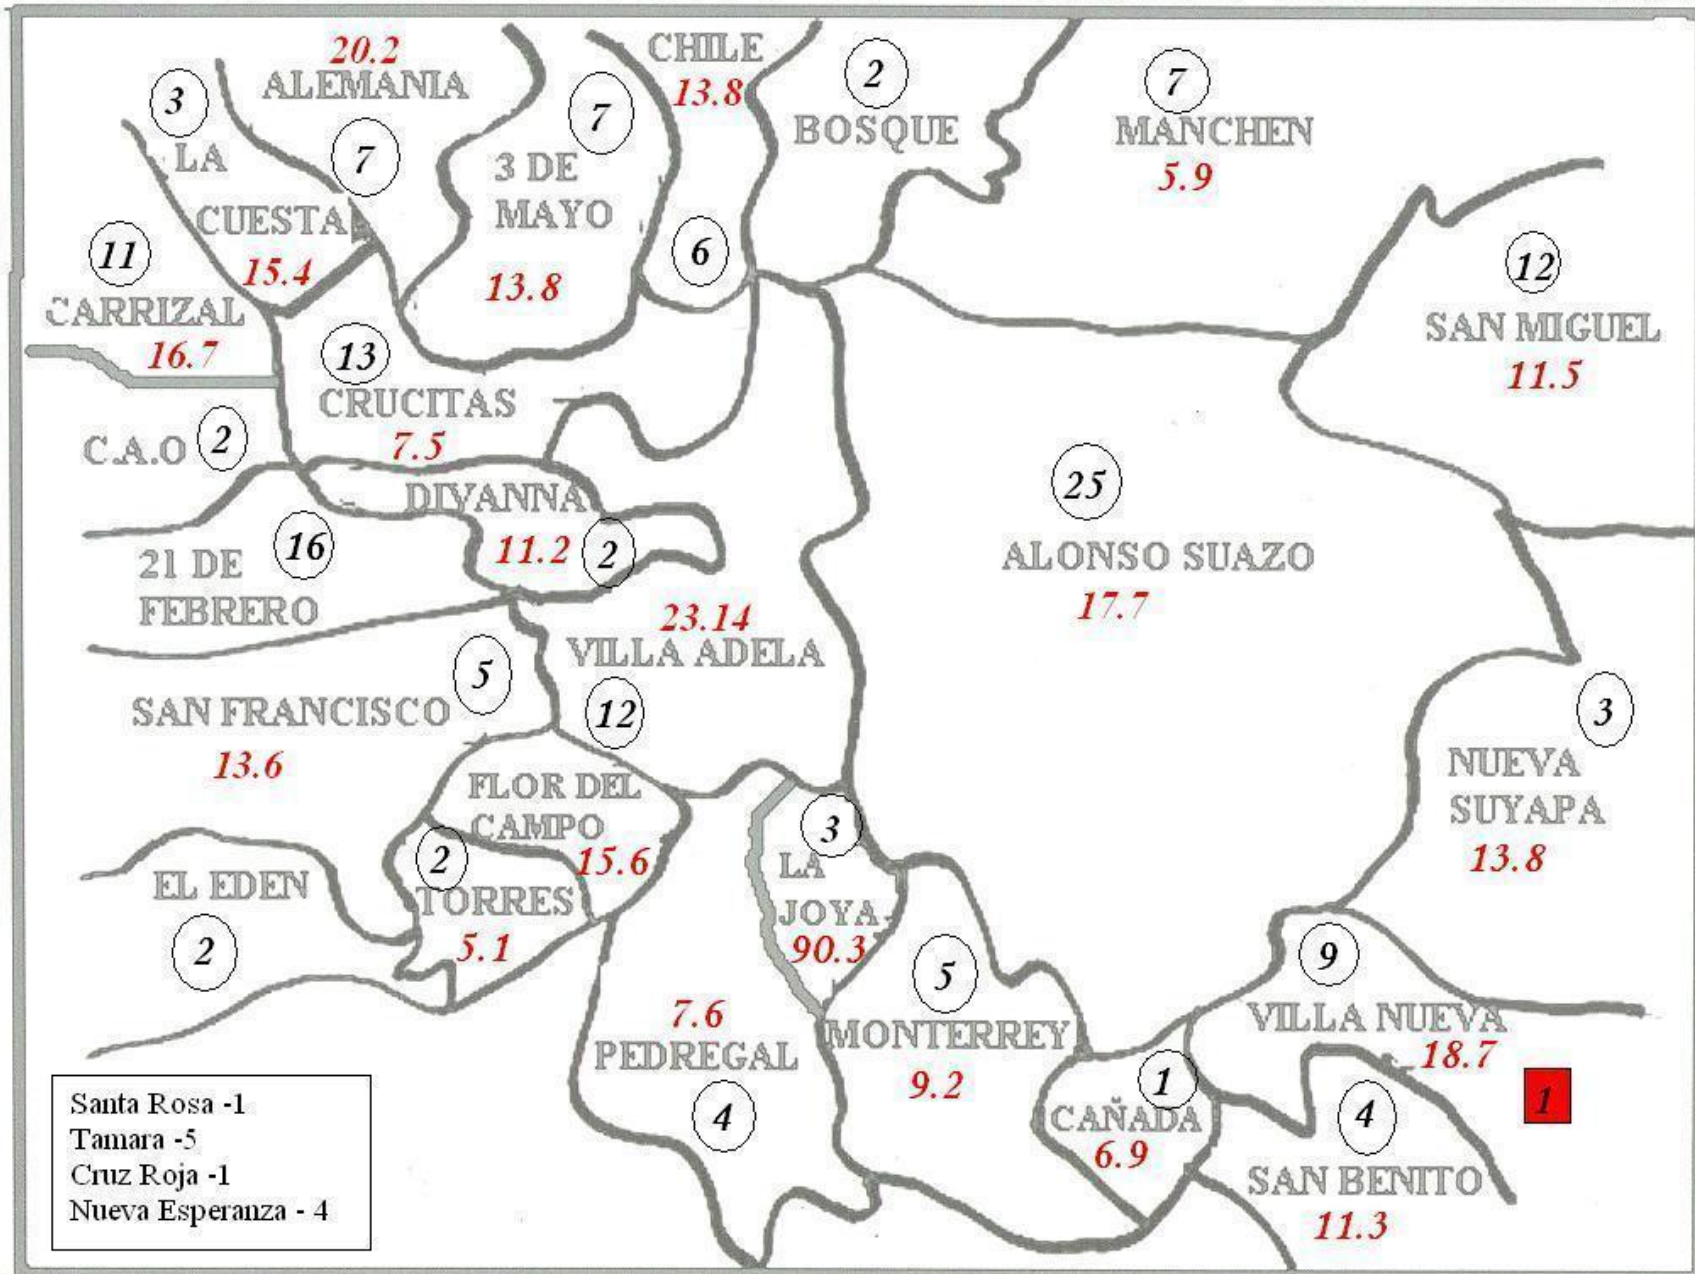 20.2
ALEMANIA
CHILE
13.8
2
BOSQUE
7
MANCHEN
5.9
3
LA
CUESTA
15.4
7
7
3 DE
MAYO
13.8
6
12
SAN MIGUEL
11.5
11
CARRIZAL
16.7
13
CRUCITAS
7.5
C.A.O
2
DIVANNA
11.2
2
16
21 DE
FEBRERO
25
ALONSO SUAZO
17.7
23.14
VILLA ADELA
12
5
SAN FRANCISCO
13.6
3
NUEVA
SUYAPA
13.8
FLOR DEL
CAMPO
15.6
2
TORRES
5.1
EL EDEN
2
3
LA
JOYA
90.3
7.6
PEDREGAL
4
5
MONTERREY
9.2
9
VILLA NUEVA
18.7
1
1
CAÑADA
6.9
4
SAN BENITO
11.3
Santa Rosa -1
Tamara -5
Cruz Roja -1
Nueva Esperanza - 4